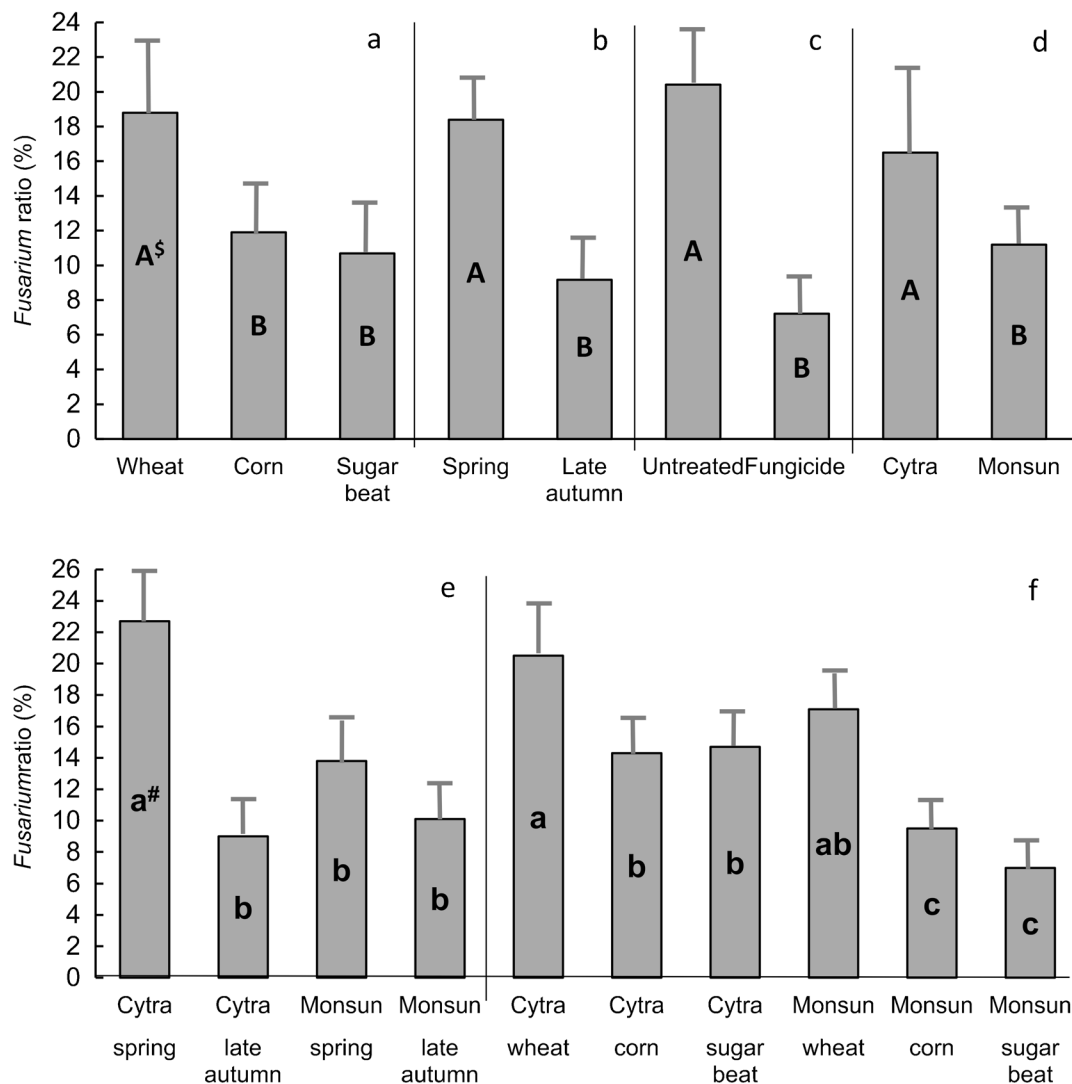 24
22
20
18
16
14
12
10
8
6
4
2
0
Fusarium ratio (%)
a
b
c
d
A$
B
B
A
B
A
B
A
B
Wheat
Corn
Sugar
beat
Spring
Late
autumn
Untreated
Fungicide
Cytra
Monsun
26
24
22
20
18
16
14
12
10
8
6
4
2
0
Fusariumratio (%)
e
f
a#
b
b
b
a
b
b
ab
c
c
Cytra
spring
Cytra
late
autumn
Monsun
spring
Monsun
late
autumn
Cytra
wheat
Cytra
corn
Cytra
sugar
beat
Monsun
wheat
Monsun
corn
Monsun
sugar
beat